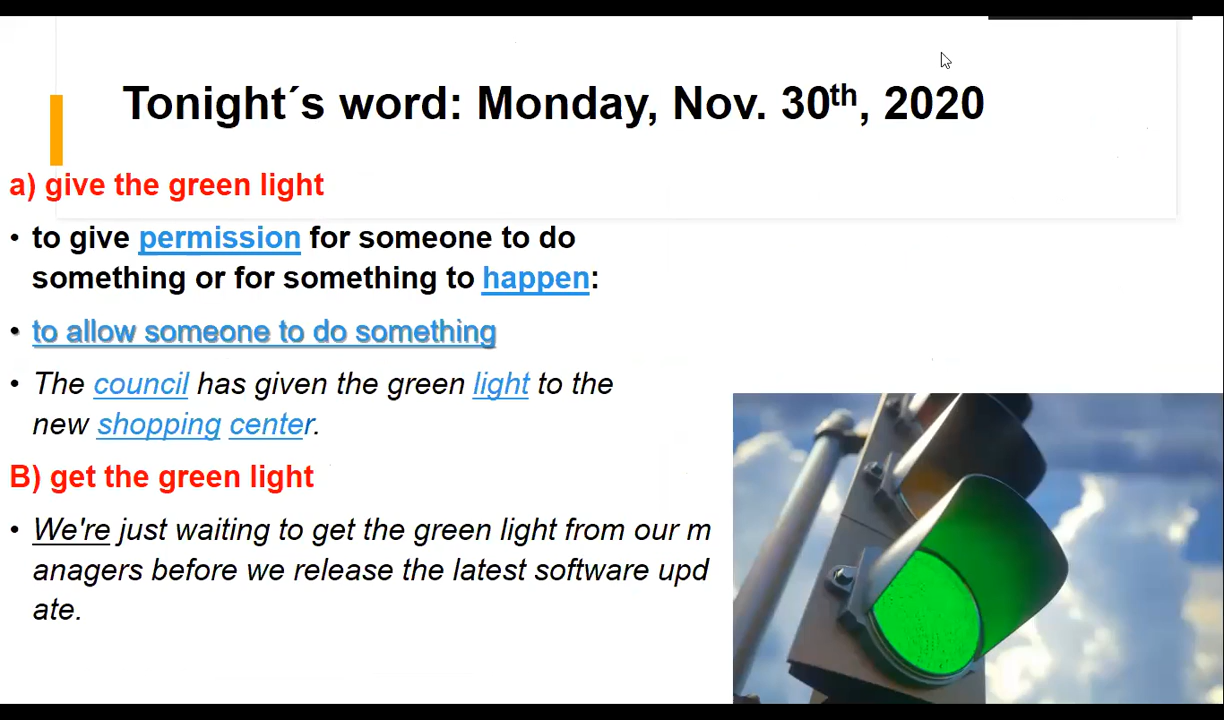 Tonight´s word: Monday, Nov. 30th, 2020
a) give the green light
• to give permission for someone to do
something or for something to happen:
• to allow someone to do something
• The council has given the green light to the
new shopping center.
B) get the green light
• We're just waiting to get the green light from our m
anagers before we release the latest software upd
ate.